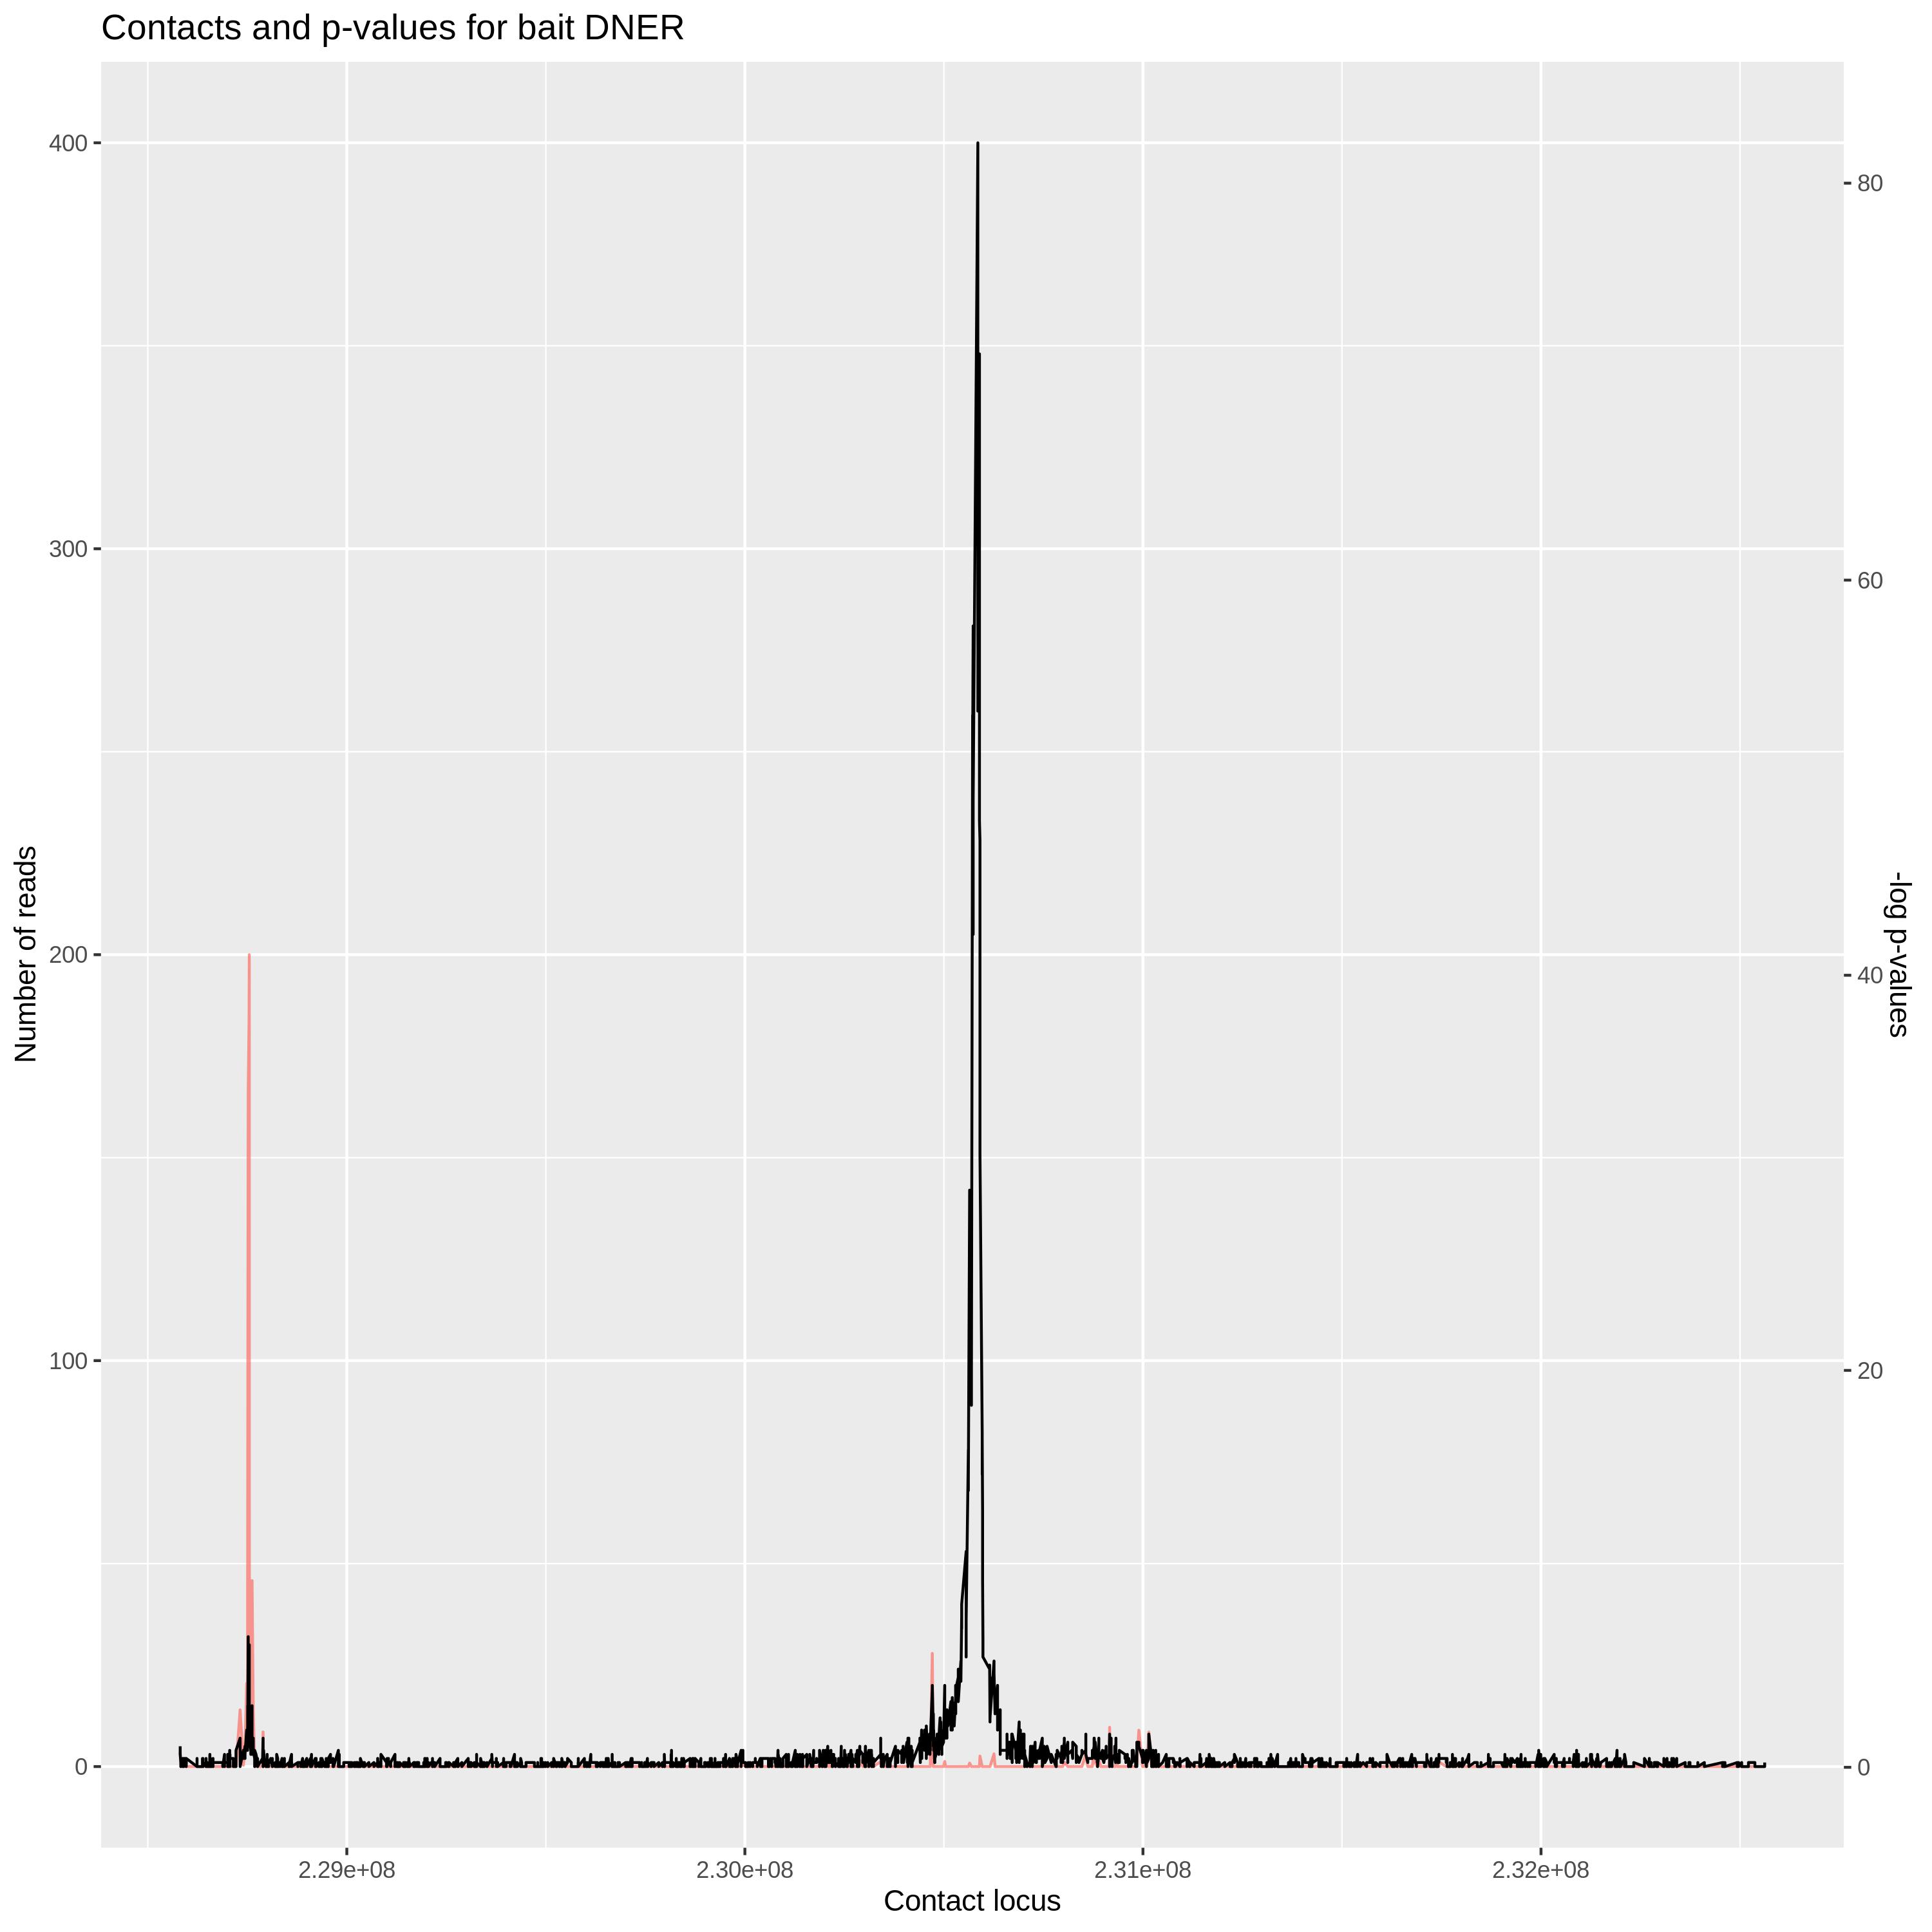 Contacts and p-values for bait DNER
400
300
200
100
0
Number of reads
80
60
40
20
0
-log p-values
2.29e+08
2.30e+08
2.31e+08
2.32e+08
Contact locus